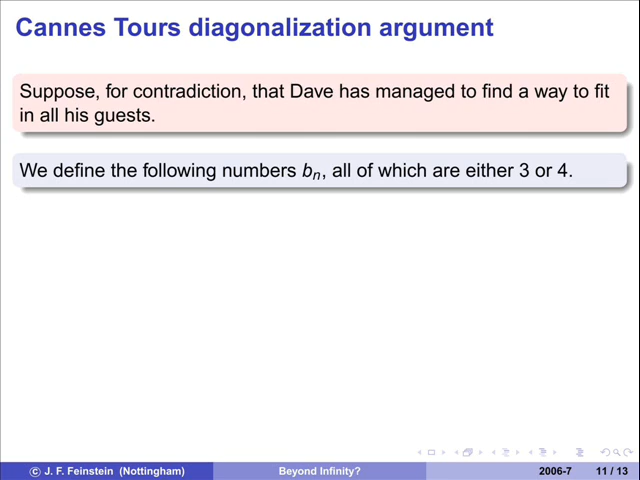 Cannes Tours diagonalization argument
Suppose, for contradiction, that Dave has managed to find a way to fit
in all his guests.
We define the following numbers bₙ, all of which are either 3 or 4.
© J. F. Feinstein (Nottingham) Beyond Infinity? 2006-7 11 / 13